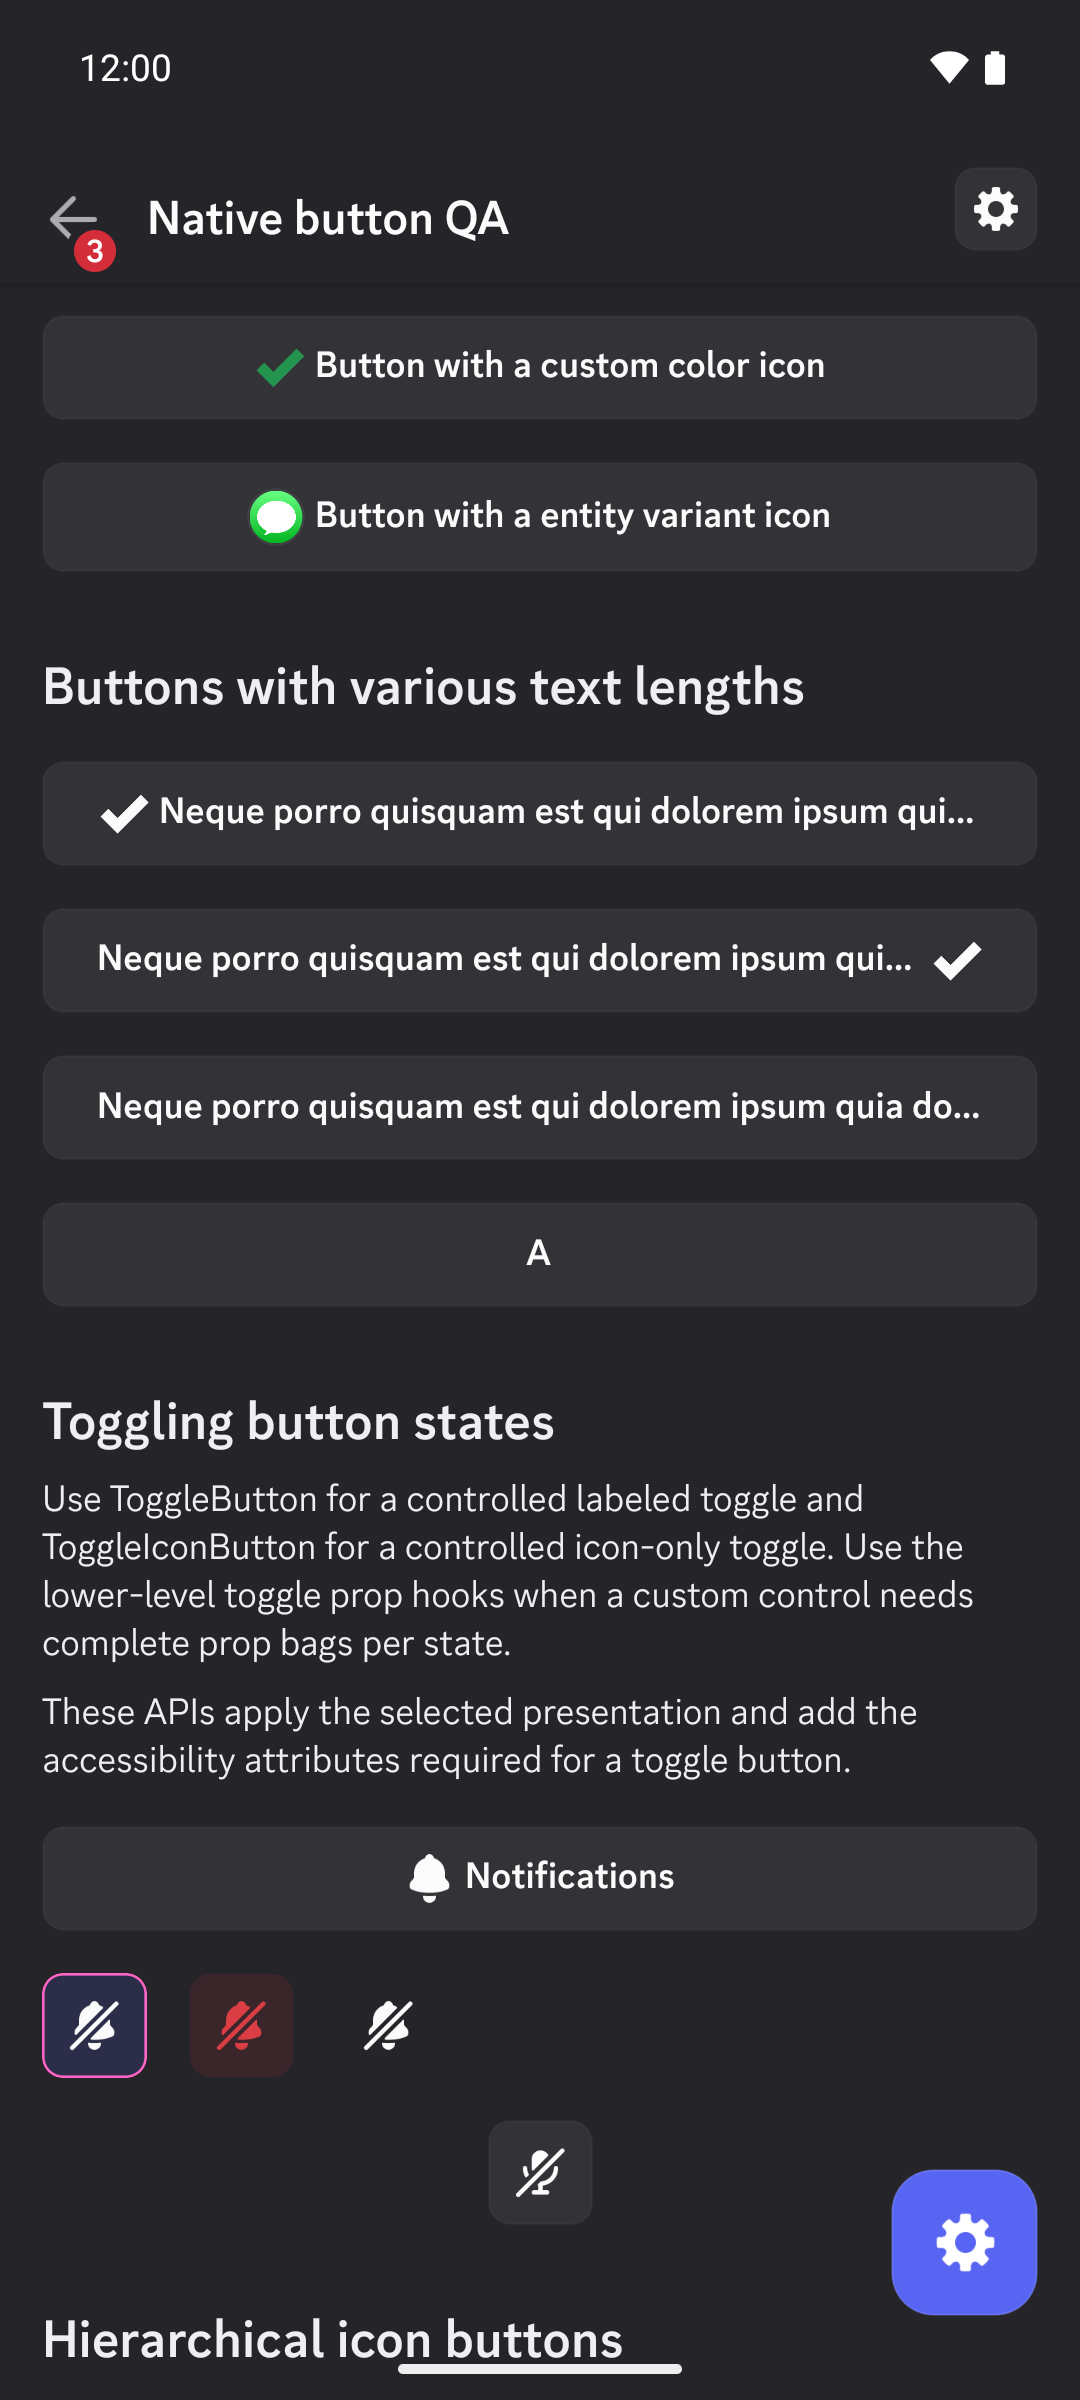 12:00
Native button QA
3
Button with a custom color icon
Button with a entity variant icon
Buttons with various text lengths
Neque porro quisquam est qui dolorem ipsum qui...
Neque porro quisquam est qui dolorem ipsum qui...
Neque porro quisquam est qui dolorem ipsum quia do...
A
Toggling button states
Use ToggleButton for a controlled labeled toggle and
ToggleIconButton for a controlled icon-only toggle. Use the
lower-level toggle prop hooks when a custom control needs
complete prop bags per state.
These APIs apply the selected presentation and add the
accessibility attributes required for a toggle button.
Notifications
Hierarchical icon buttons